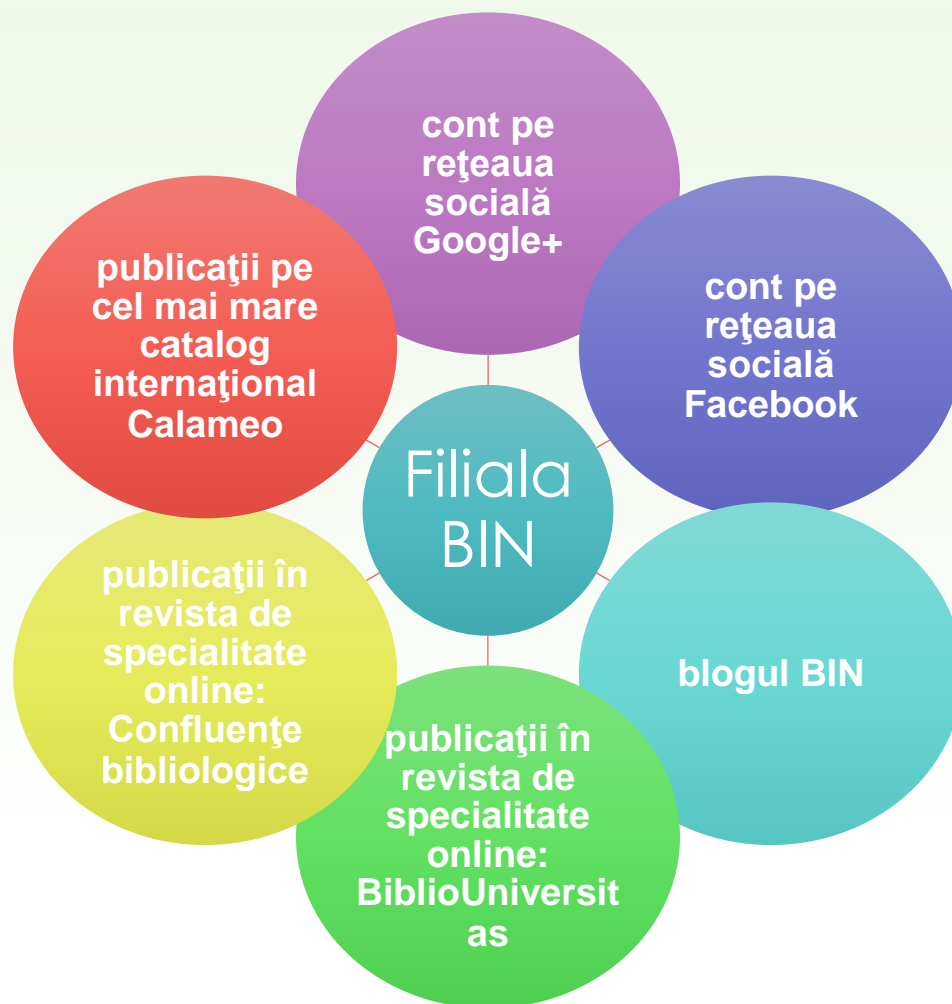 cont pe
reţeaua
socială
Google+
cont pe
reţeaua
socială
Facebook
blogul BIN
publicaţii în
revista de
specialitate
online:
BiblioUniversit
as
publicaţii în
revista de
specialitate
online:
Confluenţe
bibliologice
publicaţii pe
cel mai mare
catalog
internaţional
Calameo
Filiala
BIN